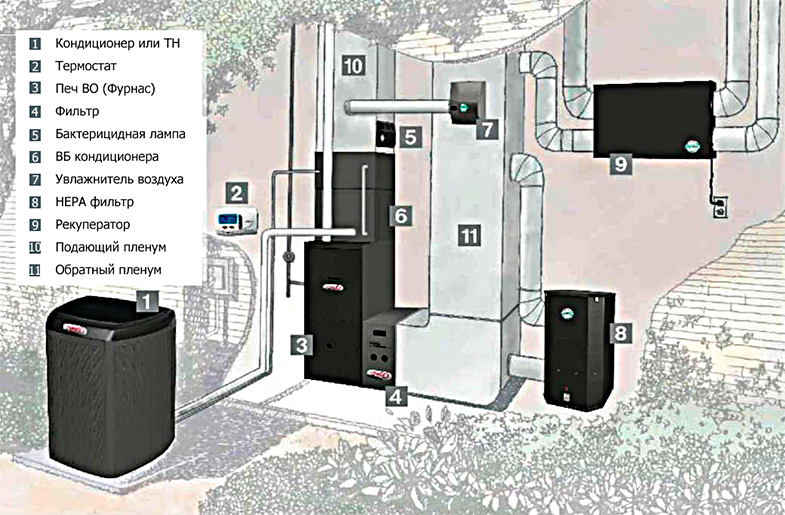 1 Кондиционер или ТН
2 Термостат
3 Печ ВО (Фурнас)
4 Фильтр
5 Бактерицидная лампа
6 ВБ кондиционера
7 Увлажнитель воздуха
8 HEPA фильтр
9 Рекуператор
10 Подающий пленум
11 Обратный пленум
10
5
7
9
2
6
11
1
3
8
4